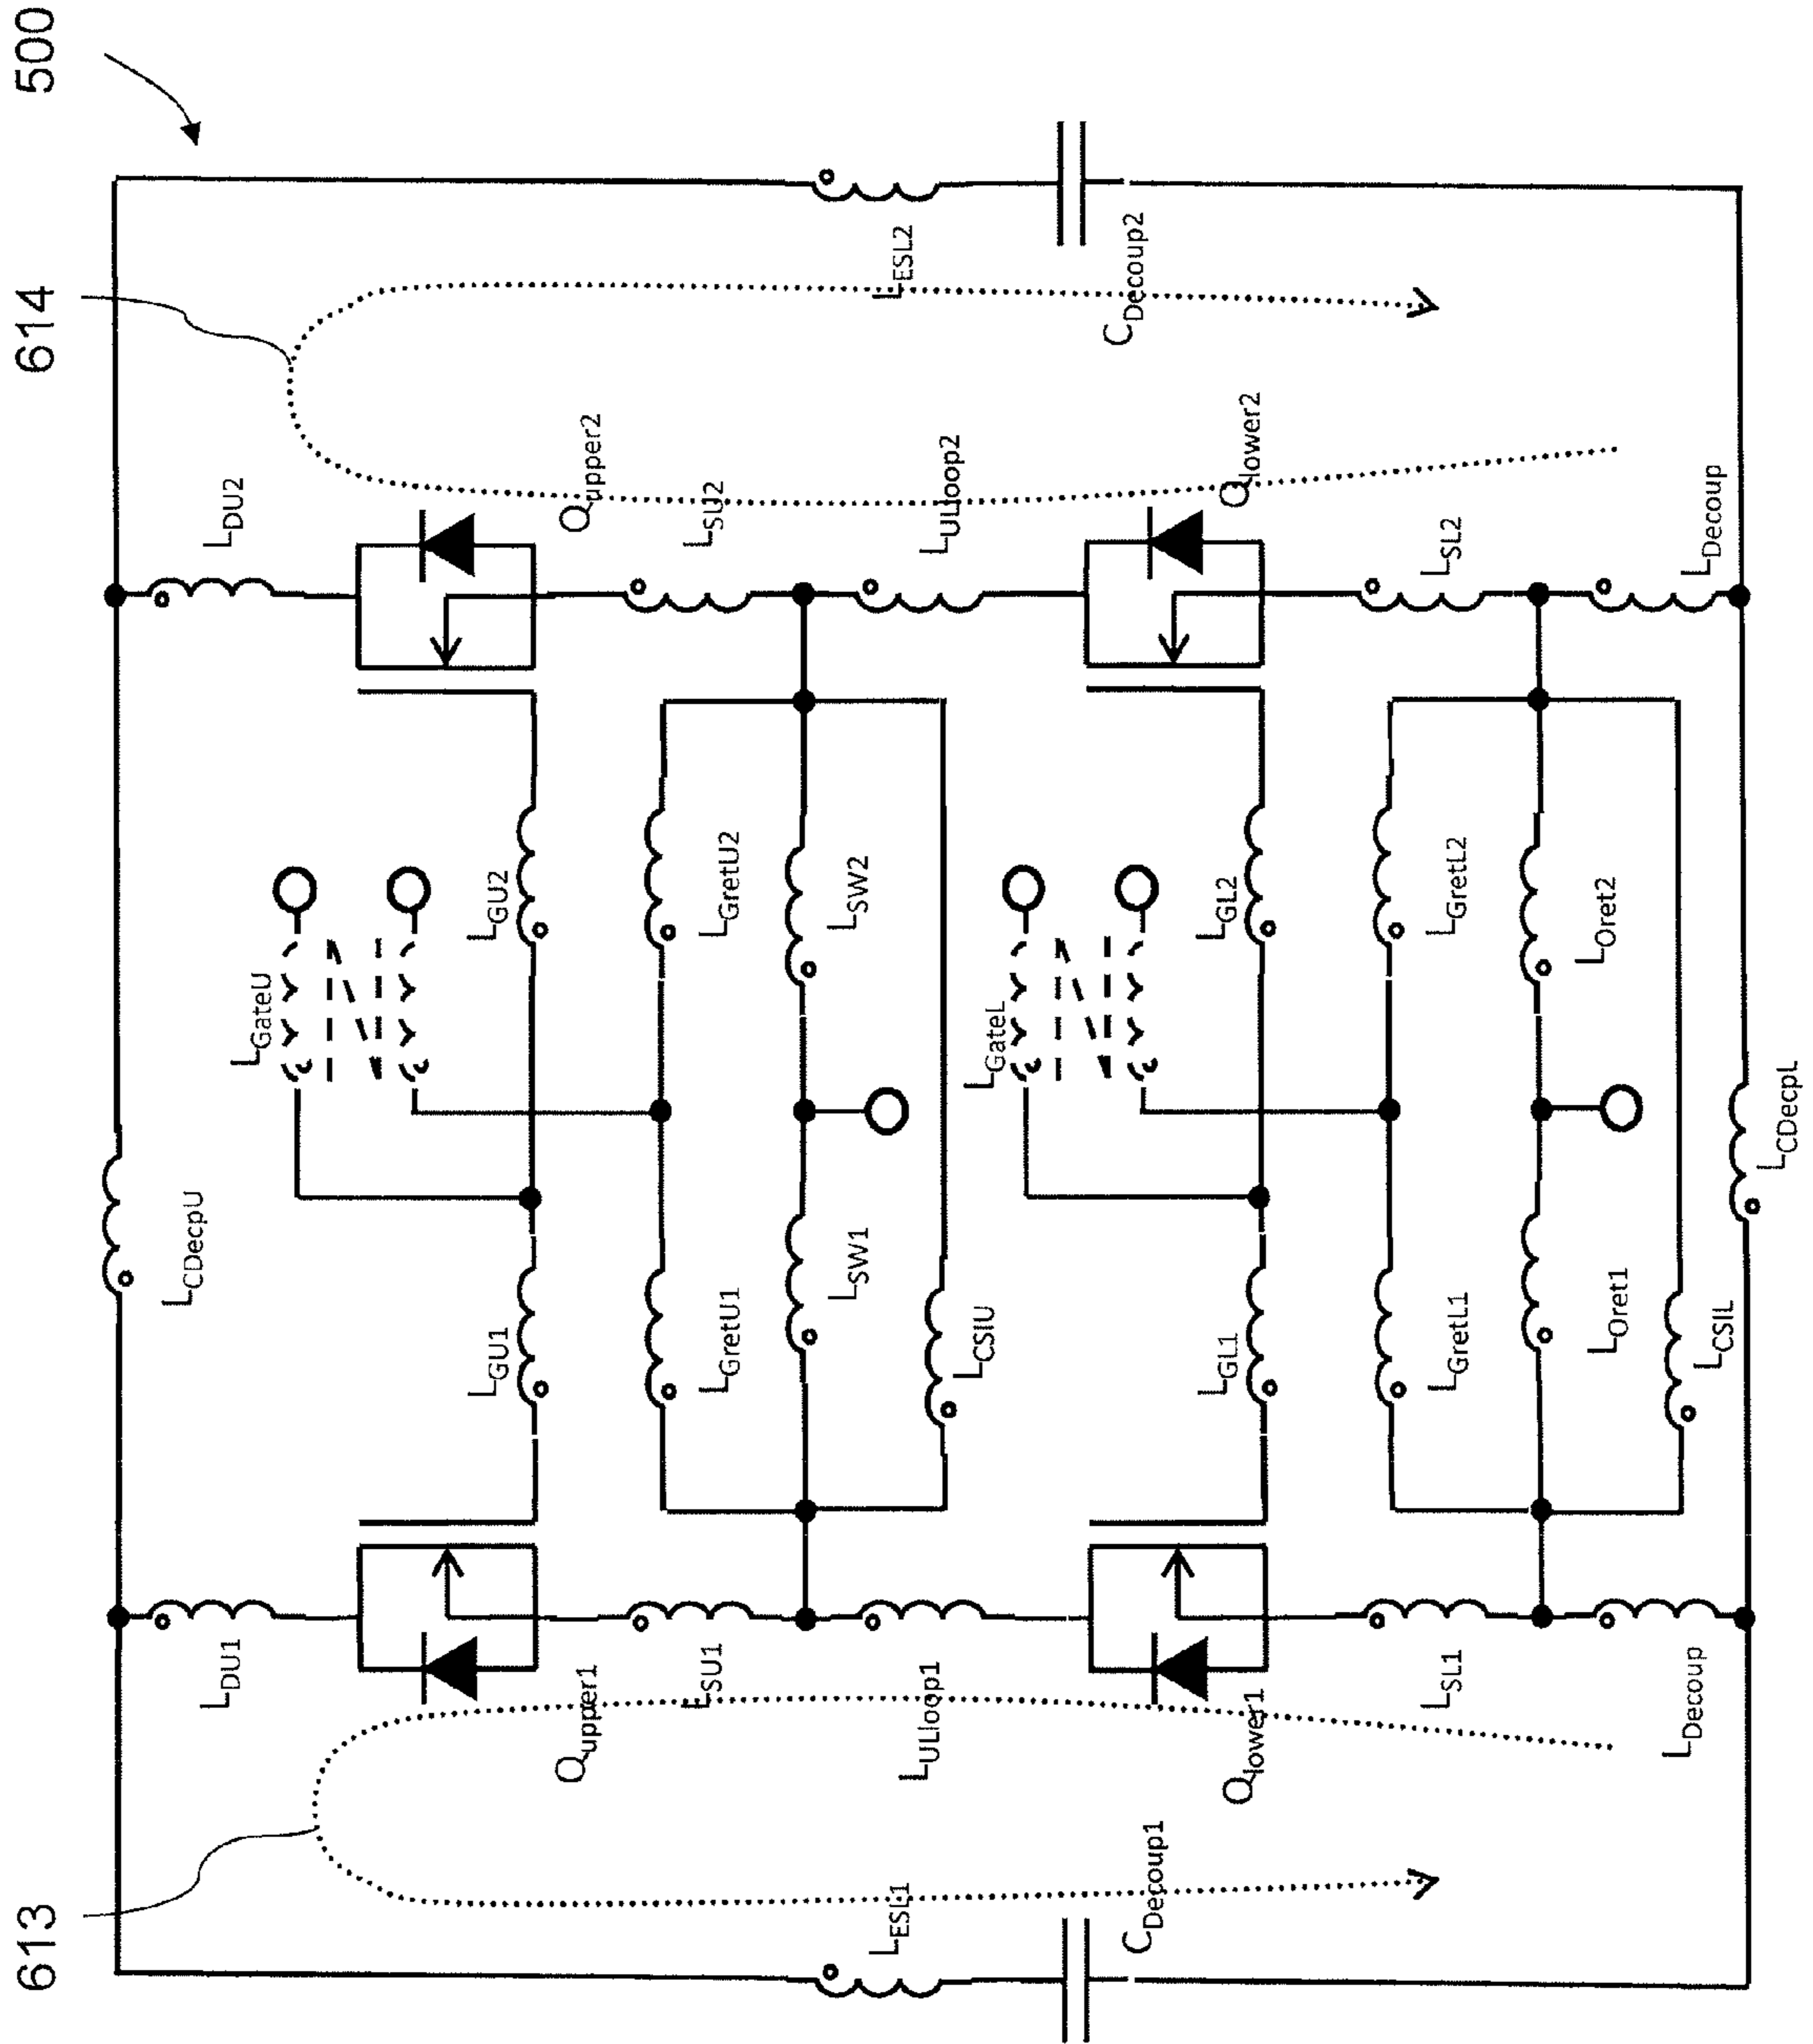 500
614
613
L_CDecpU
L_DU1
L_DU2
L_GateU
Q_upper1
L_GU1
L_GU2
Q_upper2
L_SU1
L_GretU1
L_GretU2
L_SU2
L_SW1
L_SW2
L_ESL1
L_ULloop1
L_CSIU
L_ULloop2
L_ESL2
L_GateL
C_Decoup1
C_Decoup2
Q_lower1
L_GL1
L_GL2
Q_lower2
L_SL1
L_GretL1
L_GretL2
L_SL2
L_Oret1
L_Oret2
L_Decoup
L_CSIL
L_Decoup
L_CDecpL